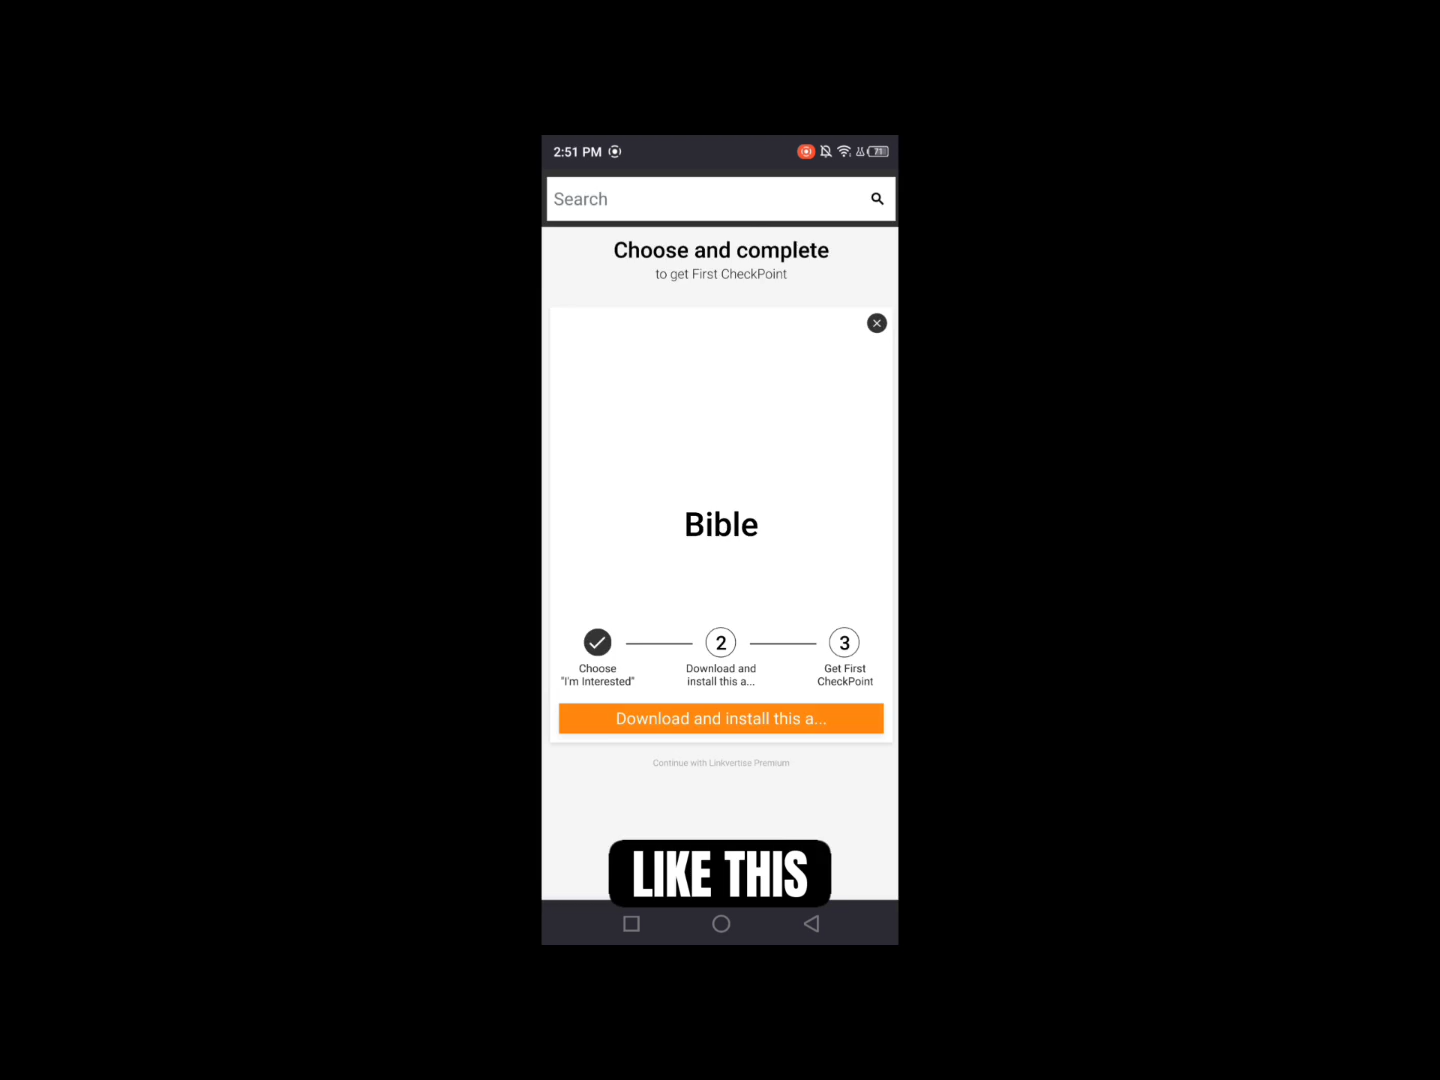 2:51 PM
71
Search
Choose and complete
to get First CheckPoint
Bible
2
3
Choose
"I'm Interested"
Download and
install this a...
Get First
CheckPoint
Download and install this a...
Continue with Linkvertise Premium
LIKE THIS